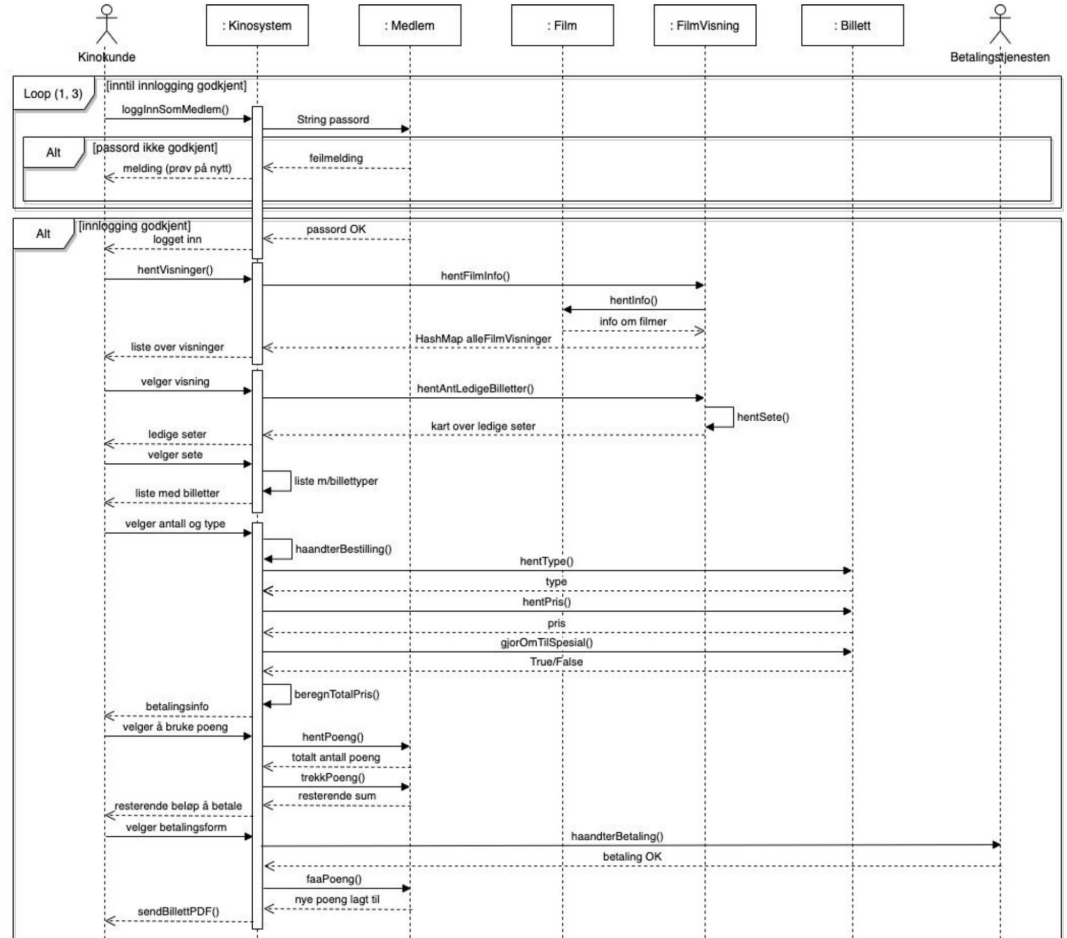 : Kinosystem
: Medlem
: Film
: FilmVisning
: Billett
Kinokunde
Betalingstjenesten
Loop (1, 3)
[inntil innlogging godkjent]
loggInnSomMedlem()
String passord
Alt
[passord ikke godkjent]
feilmelding
melding (prøv på nytt)
Alt
[innlogging godkjent]
passord OK
logget inn
hentVisninger()
hentFilmInfo()
hentInfo()
info om filmer
HashMap alleFilmVisninger
liste over visninger
velger visning
hentAntLedigeBilletter()
hentSete()
kart over ledige seter
ledige seter
velger sete
liste m/billettyper
liste med billetter
velger antall og type
haandterBestilling()
hentType()
type
hentPris()
pris
gjorOmTilSpesial()
True/False
beregnTotalPris()
betalingsinfo
velger å bruke poeng
hentPoeng()
totalt antall poeng
trekkPoeng()
resterende sum
resterende beløp å betale
velger betalingsform
haandterBetaling()
betaling OK
faaPoeng()
nye poeng lagt til
sendBillettPDF()